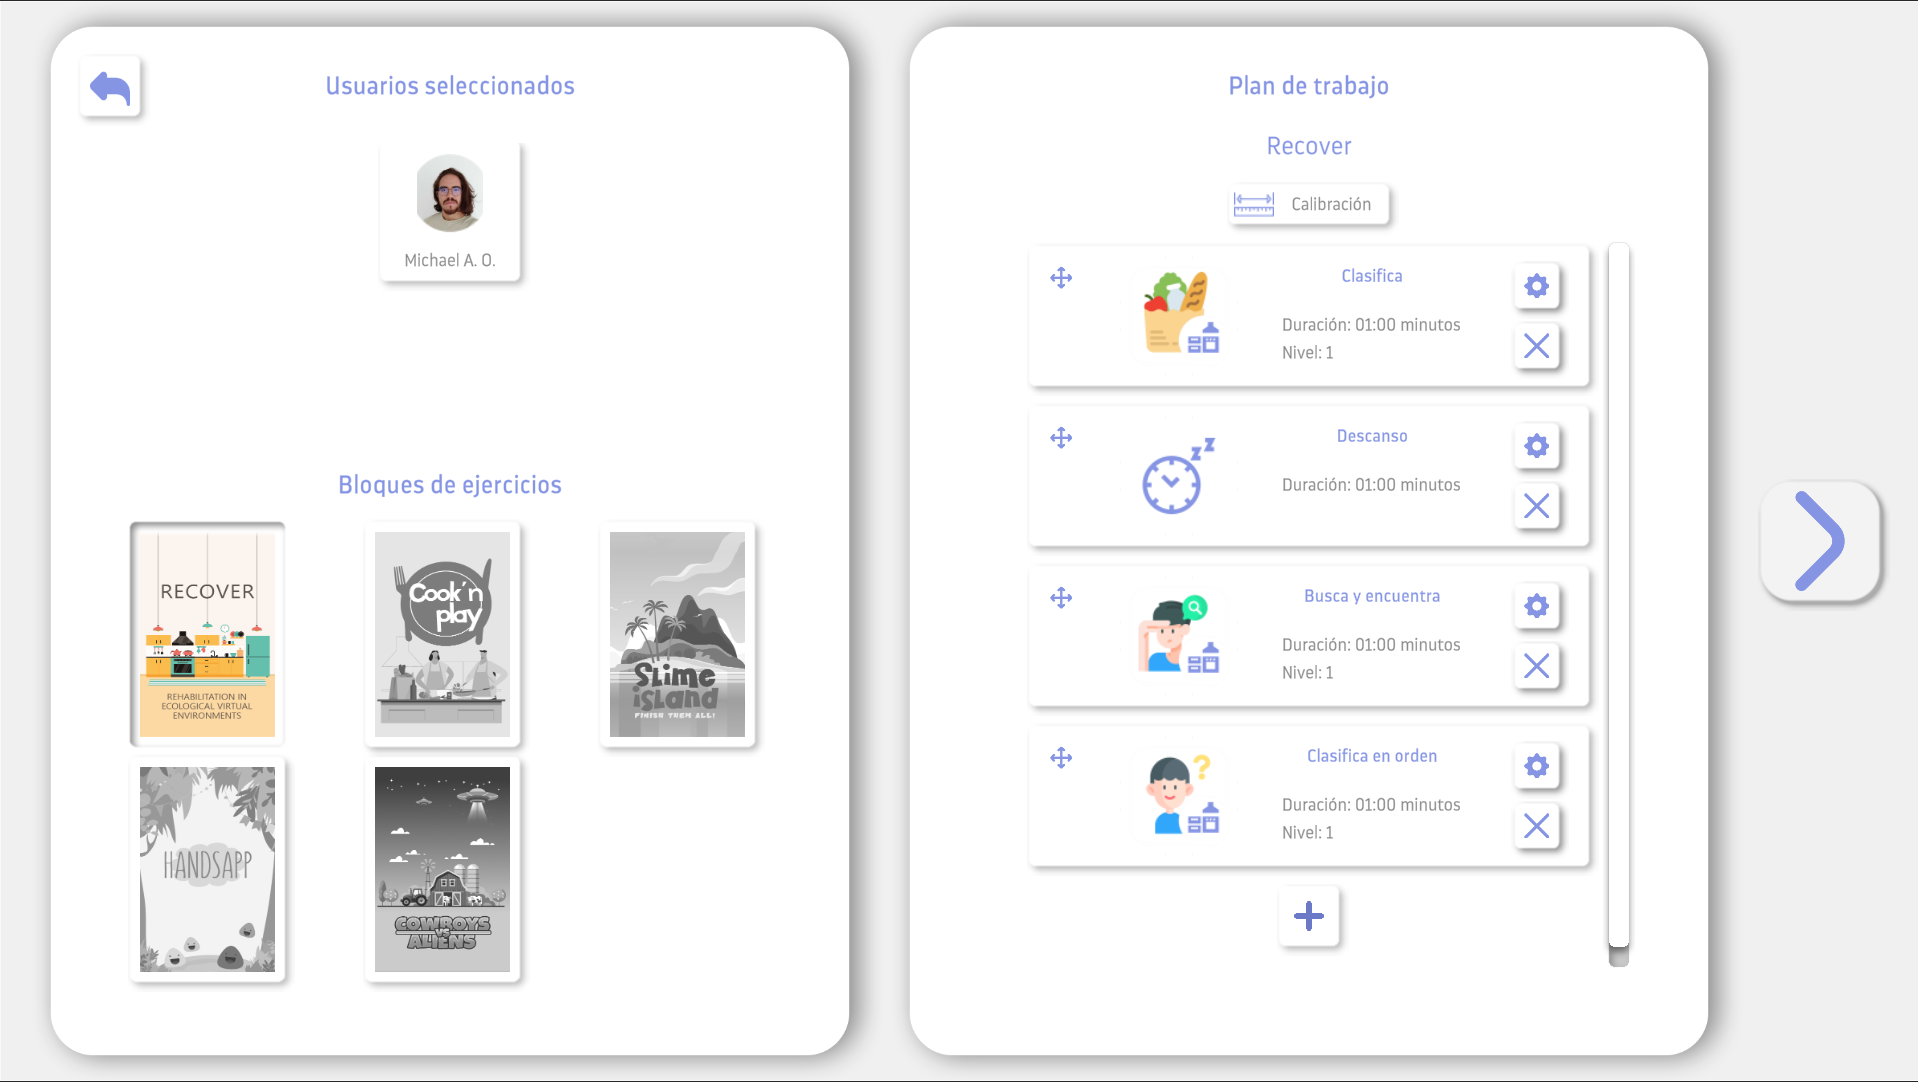 Usuarios seleccionados
Michael A. O.
Bloques de ejercicios
RECOVER
REHABILITATION IN
ECOLOGICAL VIRTUAL
ENVIRONMENTS
Cook'n
play
SLime
iSLand
FINISH THEM ALL!
HANDSAPP
COWBOYS
VS
ALIENS
Plan de trabajo
Recover
Calibración
Clasifica
Duración: 01:00 minutos
Nivel: 1
Descanso
Duración: 01:00 minutos
Busca y encuentra
Duración: 01:00 minutos
Nivel: 1
Clasifica en orden
Duración: 01:00 minutos
Nivel: 1